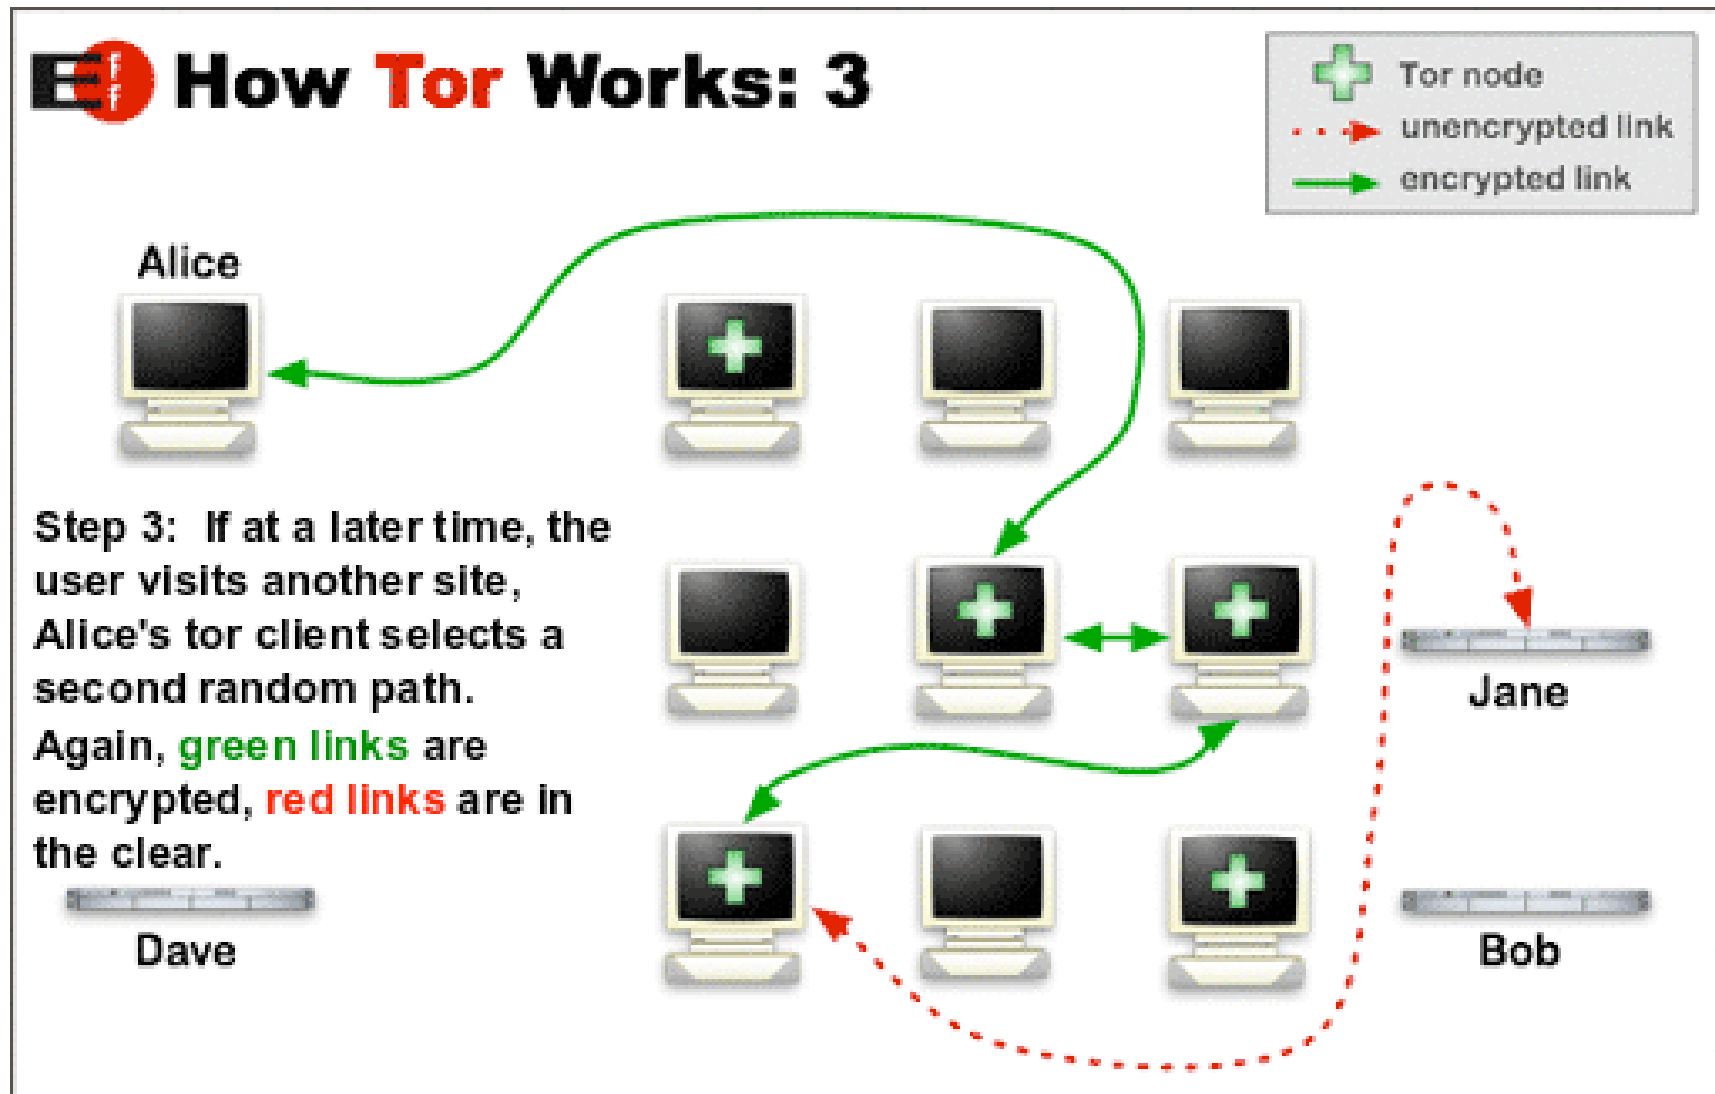 Eff How Tor Works: 3
Tor node
unencrypted link
encrypted link
Alice
Step 3: If at a later time, the
user visits another site,
Alice's tor client selects a
second random path.
Again, green links are
encrypted, red links are in
the clear.
Dave
Jane
Bob